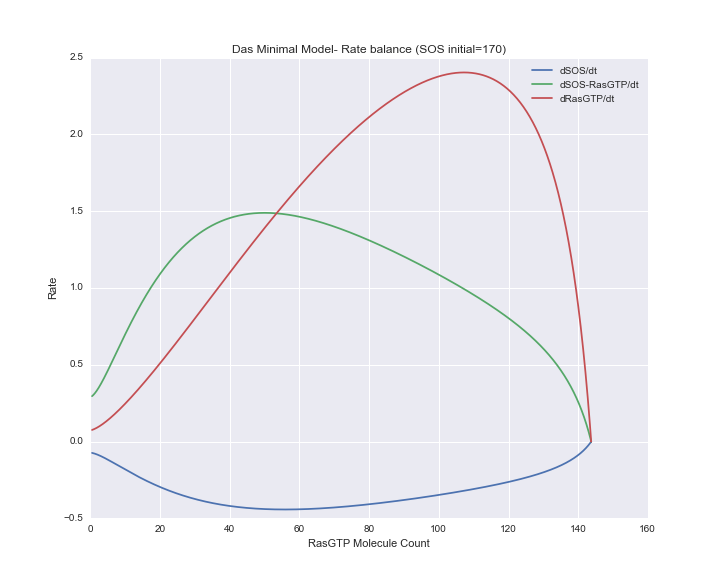 Das Minimal Model- Rate balance (SOS initial=170)
2.5
2.0
1.5
1.0
0.5
0.0
−0.5
Rate
dSOS/dt
dSOS-RasGTP/dt
dRasGTP/dt
0 20 40 60 80 100 120 140 160
RasGTP Molecule Count